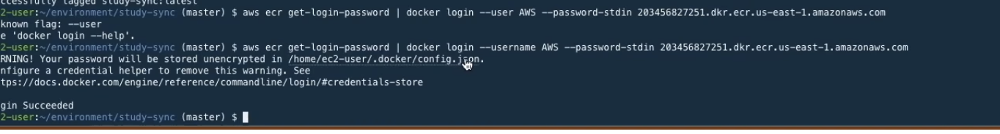 ccessfully tagged study-sync:latest
2-user:~/environment/study-sync (master) $ aws ecr get-login-password | docker login --user AWS --password-stdin 203456827251.dkr.ecr.us-east-1.amazonaws.com
known flag: --user
e 'docker login --help'.
2-user:~/environment/study-sync (master) $ aws ecr get-login-password | docker login --username AWS --password-stdin 203456827251.dkr.ecr.us-east-1.amazonaws.com
RNING! Your password will be stored unencrypted in /home/ec2-user/.docker/config.json.
nfigure a credential helper to remove this warning. See
tps://docs.docker.com/engine/reference/commandline/login/#credentials-store
gin Succeeded
2-user:~/environment/study-sync (master) $